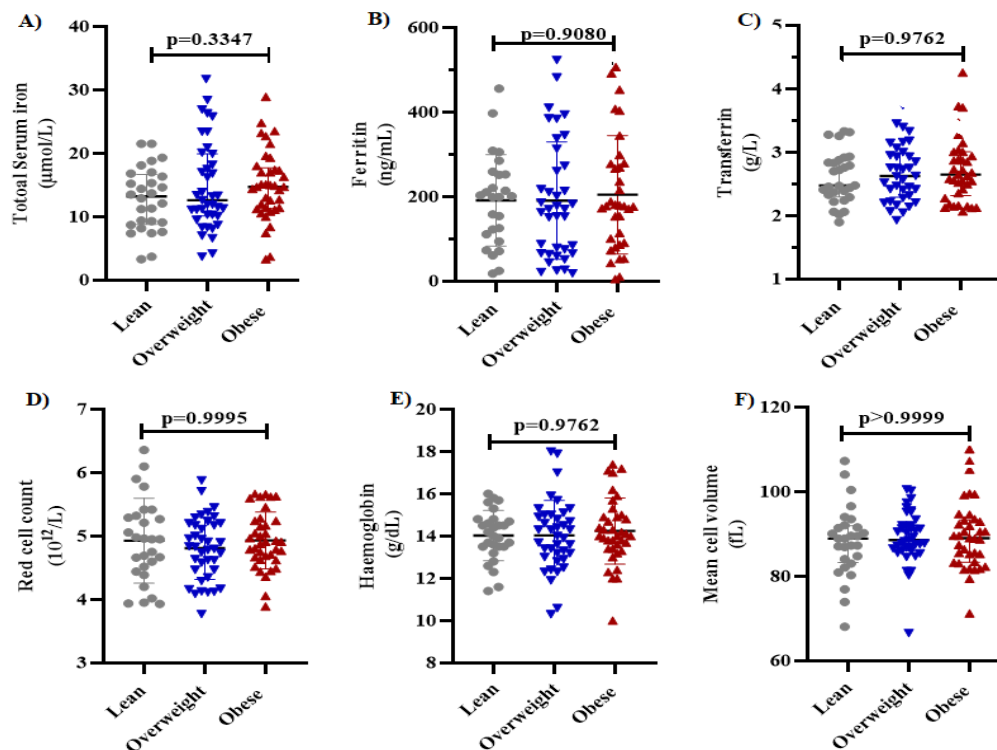 A)
p=0.3347
Tototal Serum iron
(µmol/L)
40
30
20
10
0
Lean
Overweight
Obese
B)
p=0.9080
Ferritin
(ng/mL)
600
400
200
0
Lean
Overweight
Obese
C)
p=0.9762
Transferrin
(g/L)
5
4
3
2
1
Lean
Overweight
Obese
D)
p=0.9995
Red cell count
(10¹²/L)
7
6
5
4
3
Lean
Overweight
Obese
E)
p=0.9762
Haemoglobin
(g/dL)
20
18
16
14
12
10
8
Lean
Overweight
Obese
F)
p>0.9999
Mean cell volume
(fL)
120
100
80
60
Lean
Overweight
Obese